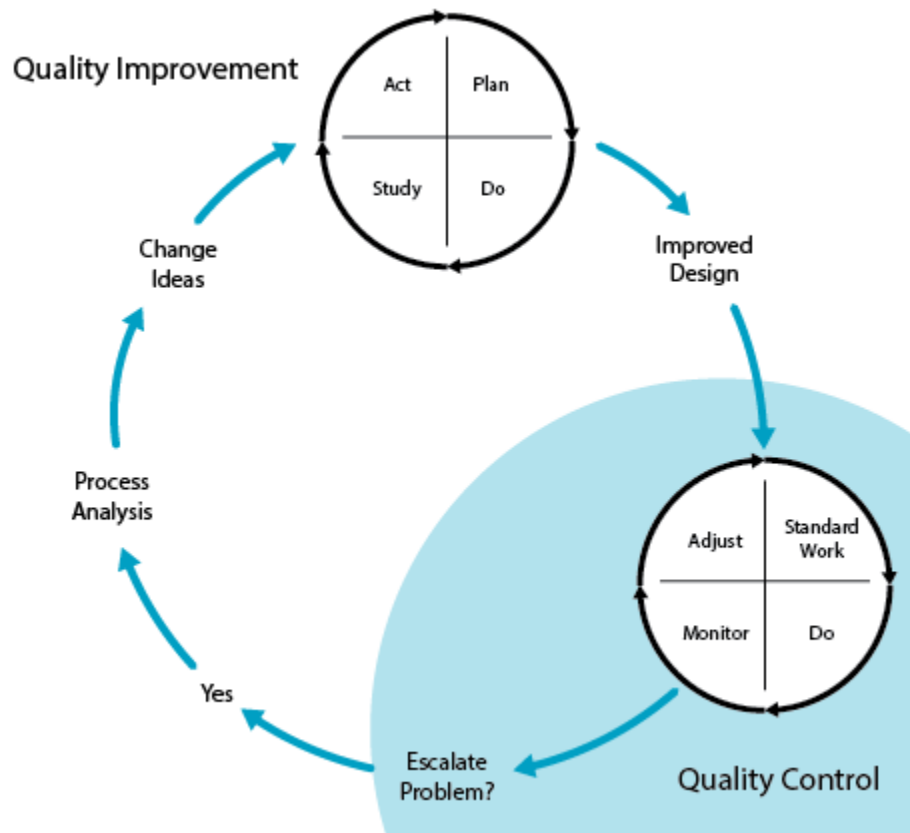 Quality Improvement
Act
Plan
Study
Do
Change
Ideas
Improved
Design
Process
Analysis
Adjust
Standard
Work
Monitor
Do
Yes
Escalate
Problem?
Quality Control